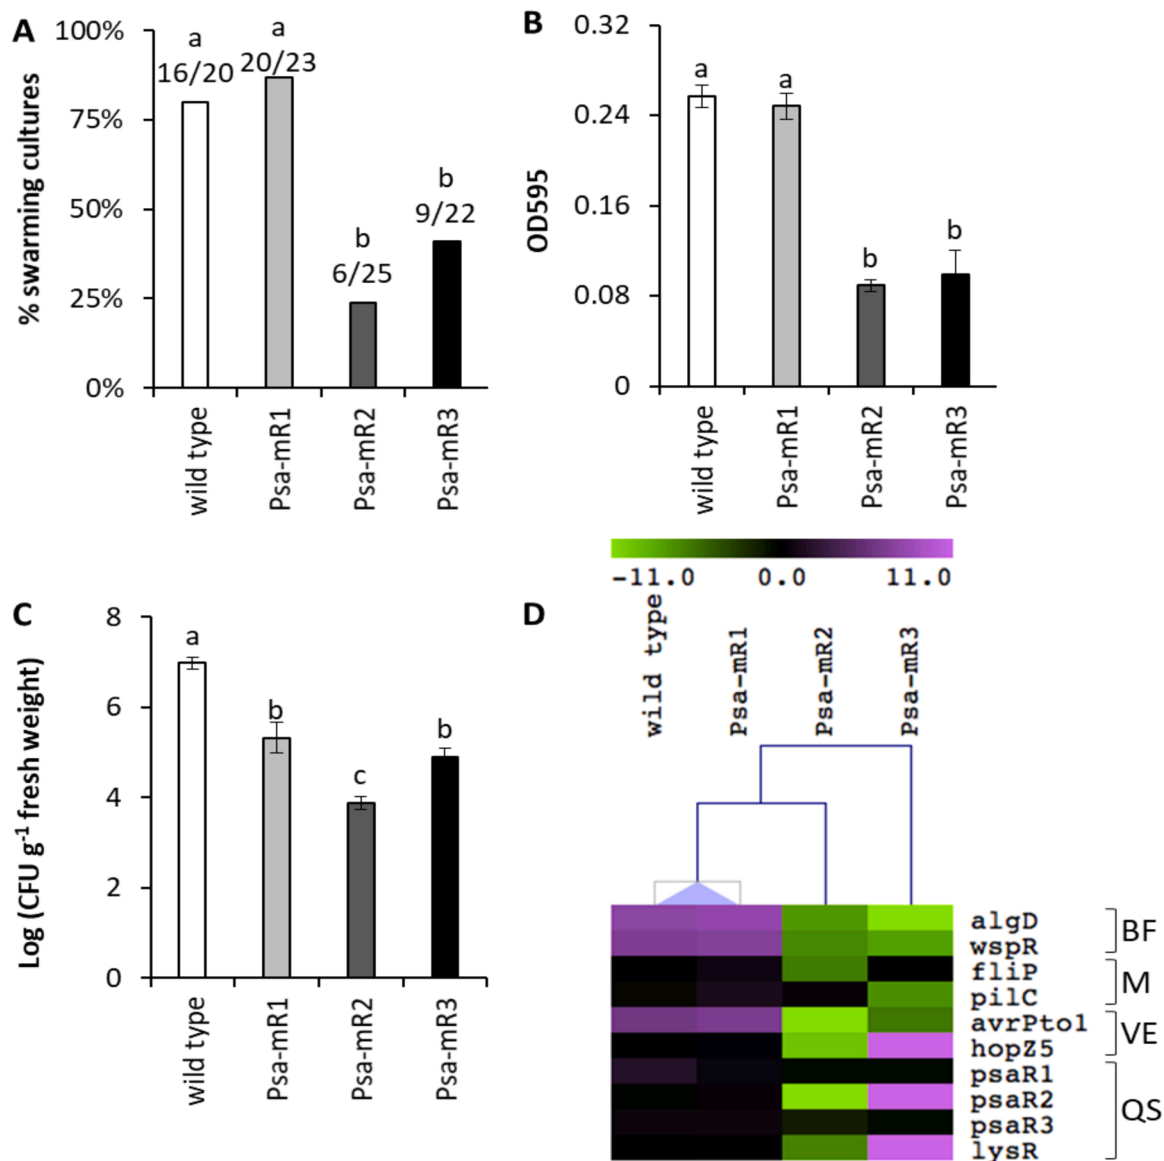 A
% swarming cultures
100%
75%
50%
25%
0%
a
16/20
a
20/23
b
6/25
b
9/22
wild type
Psa-mR1
Psa-mR2
Psa-mR3
B
OD595
0.32
0.24
0.16
0.08
0
a
a
b
b
wild type
Psa-mR1
Psa-mR2
Psa-mR3
C
Log (CFU g-1 fresh weight)
8
6
4
2
0
a
b
c
b
wild type
Psa-mR1
Psa-mR2
Psa-mR3
D
-11.0 0.0 11.0
wild type
Psa-mR1
Psa-mR2
Psa-mR3
algD
wspR
BF
fliP
pilC
M
avrPto1
hopZ5
VE
psaR1
psaR2
psaR3
lysR
QS